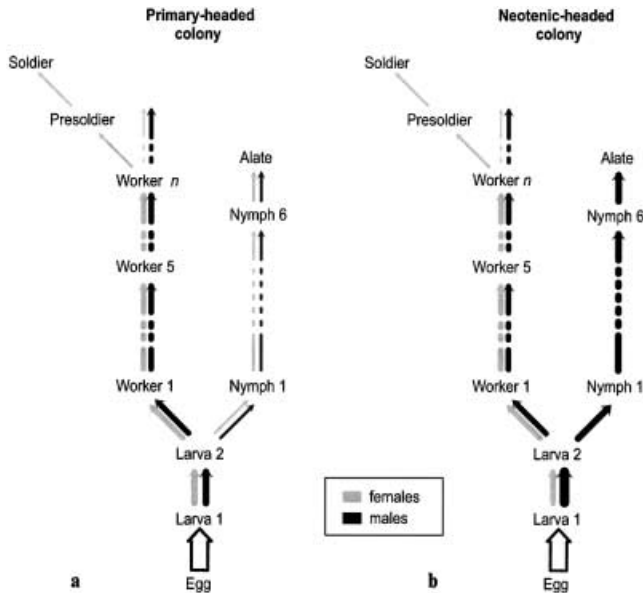 Primary-headed
colony
Soldier
Presoldier
Worker n
Alate
Nymph 6
Worker 5
Worker 1
Nymph 1
Larva 2
Larva 1
Egg
a
Neotenic-headed
colony
Soldier
Presoldier
Worker n
Alate
Nymph 6
Worker 5
Worker 1
Nymph 1
Larva 2
Larva 1
Egg
b
females
males